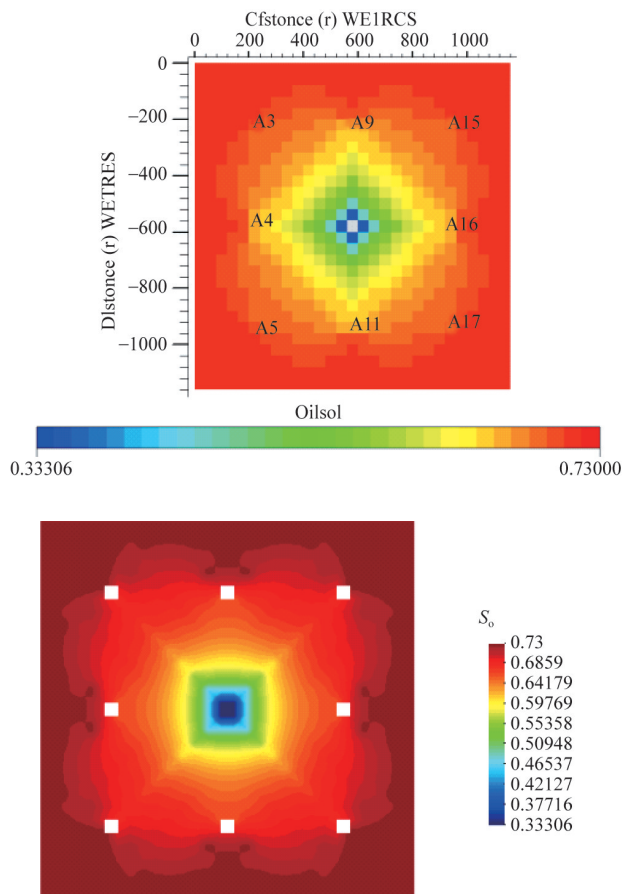 Cfstonce (r) WE1RCS
0 200 400 600 800 1000
0
−200
−400
−600
−800
−1000
Dlstonce (r) WETRES
A3 A9 A15
A4 A16
A5 A11 A17
Oilsol
0.33306 0.73000
So
0.73
0.6859
0.64179
0.59769
0.55358
0.50948
0.46537
0.42127
0.37716
0.33306